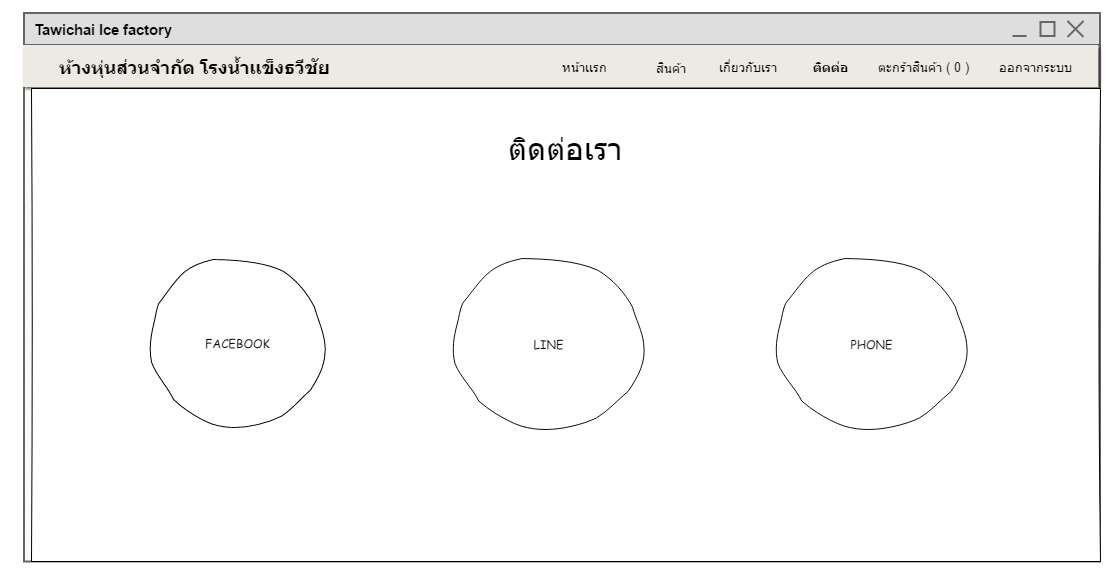 Tawichai Ice factory
ห้างหุ่นส่วนจำกัด โรงน้ำแข็งธวีชัย หน้าแรก สินค้า เกี่ยวกับเรา ติดต่อ ตะกร้าสินค้า ( 0 ) ออกจากระบบ
ติดต่อเรา
FACEBOOK LINE PHONE